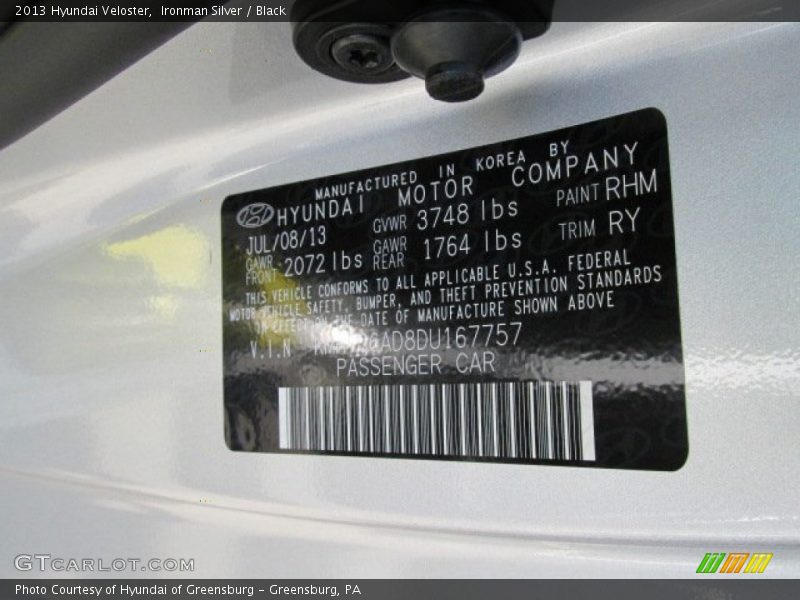 2013 Hyundai Veloster,  Ironman Silver / Black
MANUFACTURED IN KOREA BY
HYUNDAI MOTOR COMPANY
JUL/08/13 GVWR 3748 lbs PAINT RHM
GAWR FRONT 2072 lbs GAWR REAR 1764 lbs TRIM RY
THIS VEHICLE CONFORMS TO ALL APPLICABLE U.S.A. FEDERAL
MOTOR VEHICLE SAFETY, BUMPER, AND THEFT PREVENTION STANDARDS
IN EFFECT ON THE DATE OF MANUFACTURE SHOWN ABOVE
V.I.N 6AD8DU167757
PASSENGER CAR
GTCARLOT.COM
Photo Courtesy of Hyundai of Greensburg – Greensburg, PA